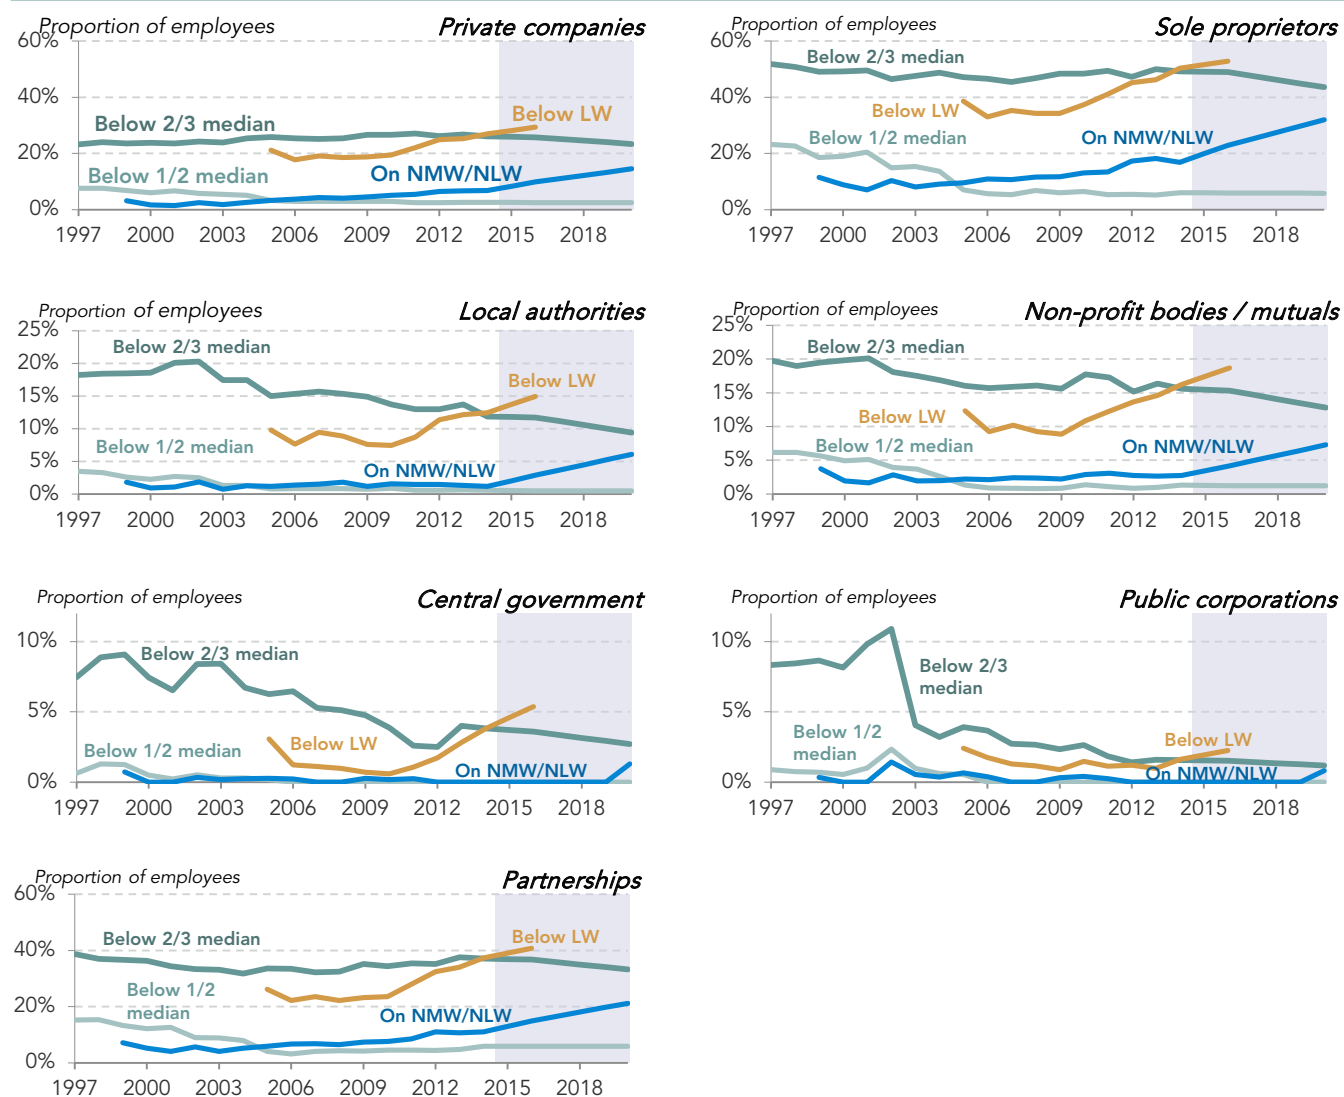 Proportion of employees
Private companies
60%
40%
20%
0%
Below 2/3 median
Below LW
Below 1/2 median
On NMW/NLW
1997 2000 2003 2006 2009 2012 2015 2018
Proportion of employees
Sole proprietors
60%
40%
20%
0%
Below 2/3 median
Below LW
Below 1/2 median
On NMW/NLW
1997 2000 2003 2006 2009 2012 2015 2018
Proportion of employees
Local authorities
25%
20%
15%
10%
5%
0%
Below 2/3 median
Below LW
Below 1/2 median
On NMW/NLW
1997 2000 2003 2006 2009 2012 2015 2018
Proportion of employees
Non-profit bodies / mutuals
25%
20%
15%
10%
5%
0%
Below 2/3 median
Below LW
Below 1/2 median
On NMW/NLW
1997 2000 2003 2006 2009 2012 2015 2018
Proportion of employees
Central government
10%
5%
0%
Below 2/3 median
Below 1/2 median
Below LW
On NMW/NLW
1997 2000 2003 2006 2009 2012 2015 2018
Proportion of employees
Public corporations
10%
5%
0%
Below 2/3
median
Below 1/2
median
Below LW
On NMW/NLW
1997 2000 2003 2006 2009 2012 2015 2018
Proportion of employees
Partnerships
60%
40%
20%
0%
Below 2/3 median
Below LW
Below 1/2
median
On NMW/NLW
1997 2000 2003 2006 2009 2012 2015 2018